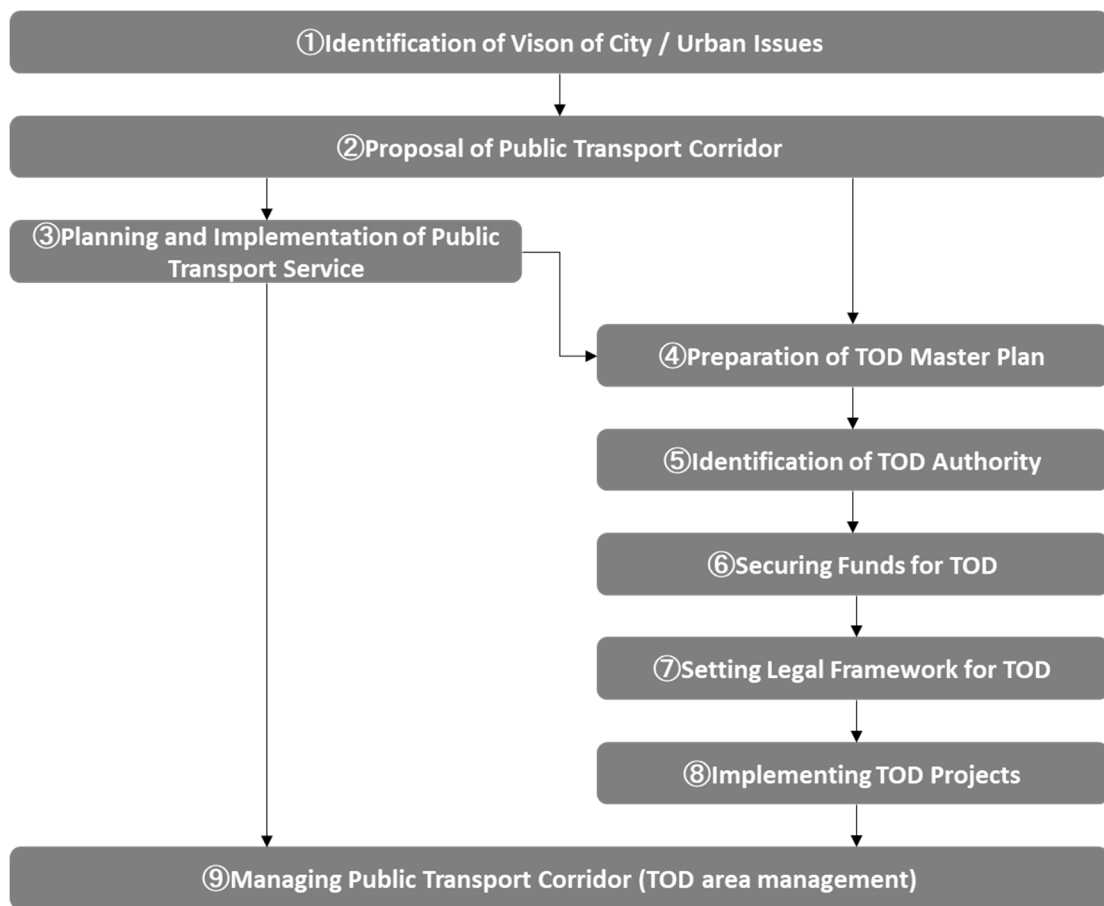 ①Identification of Vison of City / Urban Issues
②Proposal of Public Transport Corridor
③Planning and Implementation of Public
Transport Service
④Preparation of TOD Master Plan
⑤Identification of TOD Authority
⑥Securing Funds for TOD
⑦Setting Legal Framework for TOD
⑧Implementing TOD Projects
⑨Managing Public Transport Corridor (TOD area management)